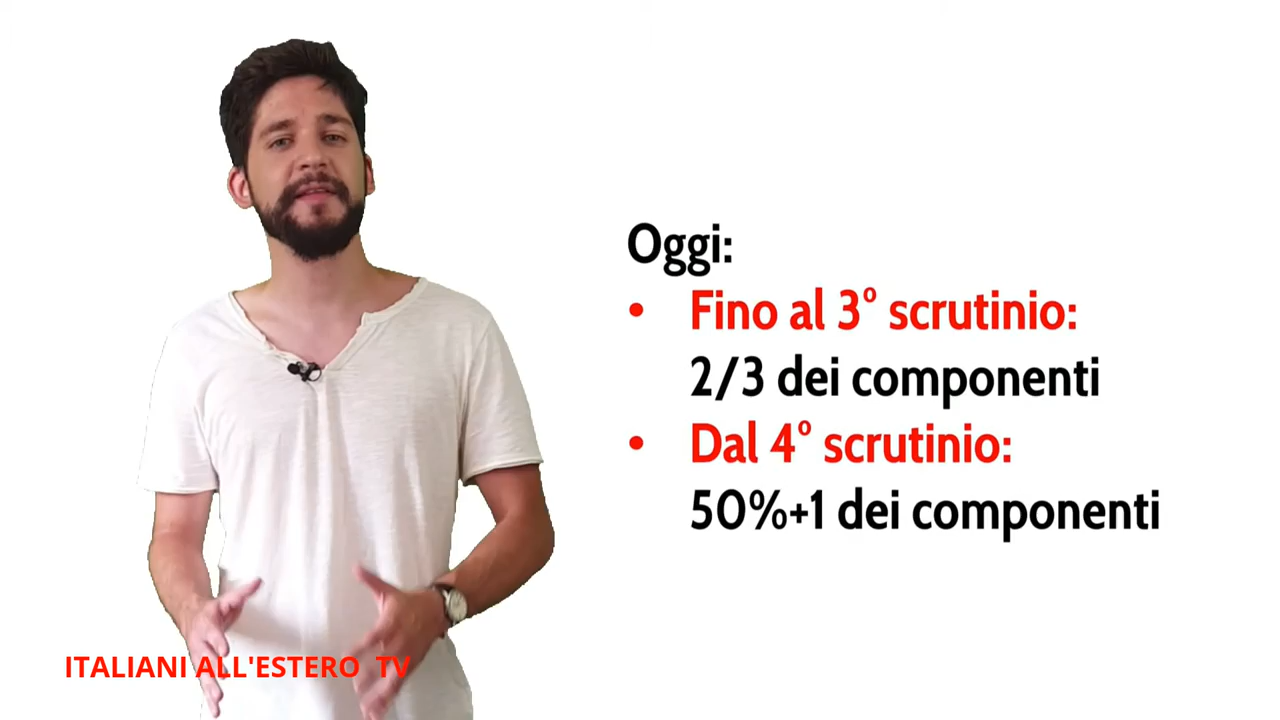 Oggi:
• Fino al 3° scrutinio:
2/3 dei componenti
• Dal 4° scrutinio:
50%+1 dei componenti
ITALIANI ALL'ESTERO TV